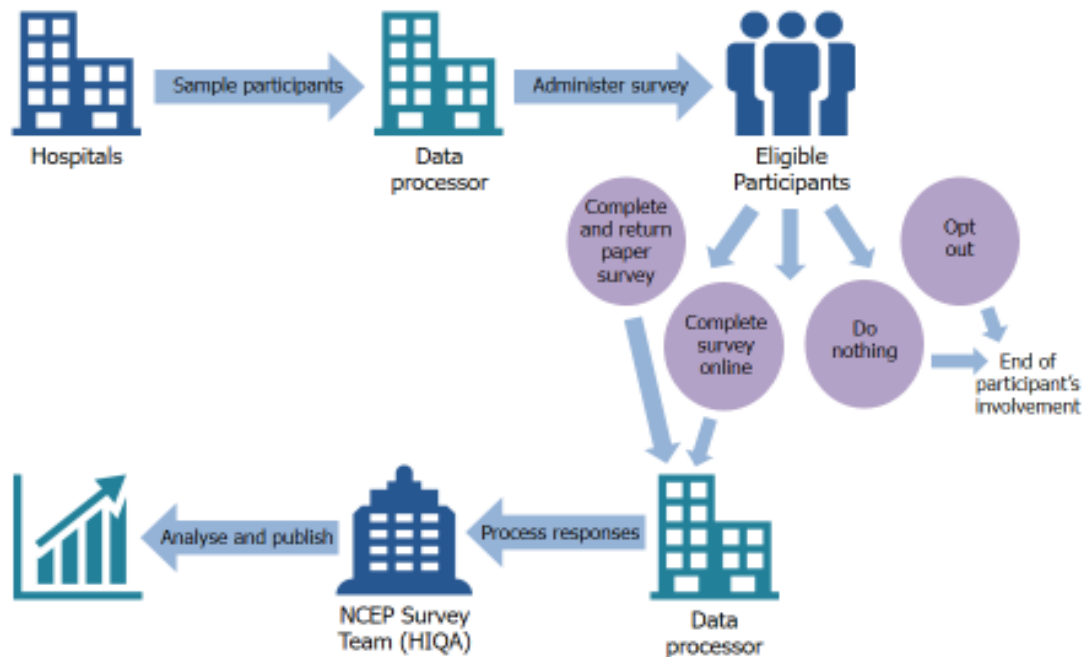 Sample participants
Administer survey
Hospitals
Data
processor
Eligible
Participants
Complete
and return
paper
survey
Opt
out
Complete
survey
online
Do
nothing
End of
participant's
involvement
Analyse and publish
Process responses
NCEP Survey
Team (HIQA)
Data
processor